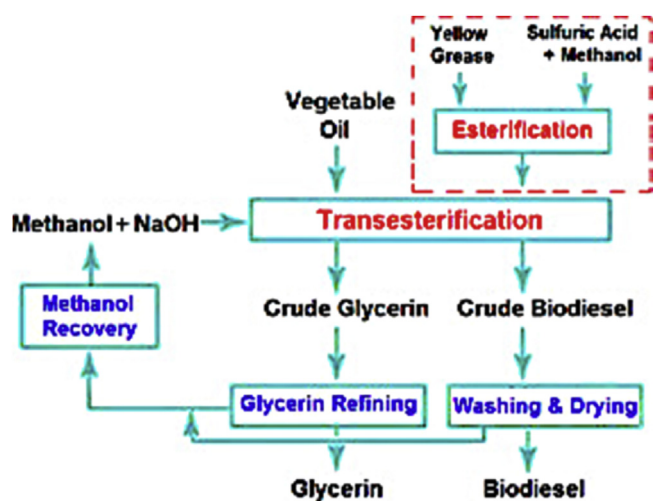 Yellow
Grease
Sulfuric Acid
+ Methanol
Vegetable
Oil
Esterification
Methanol + NaOH
Transesterification
Methanol
Recovery
Crude Glycerin
Crude Biodiesel
Glycerin Refining
Washing & Drying
Glycerin
Biodiesel